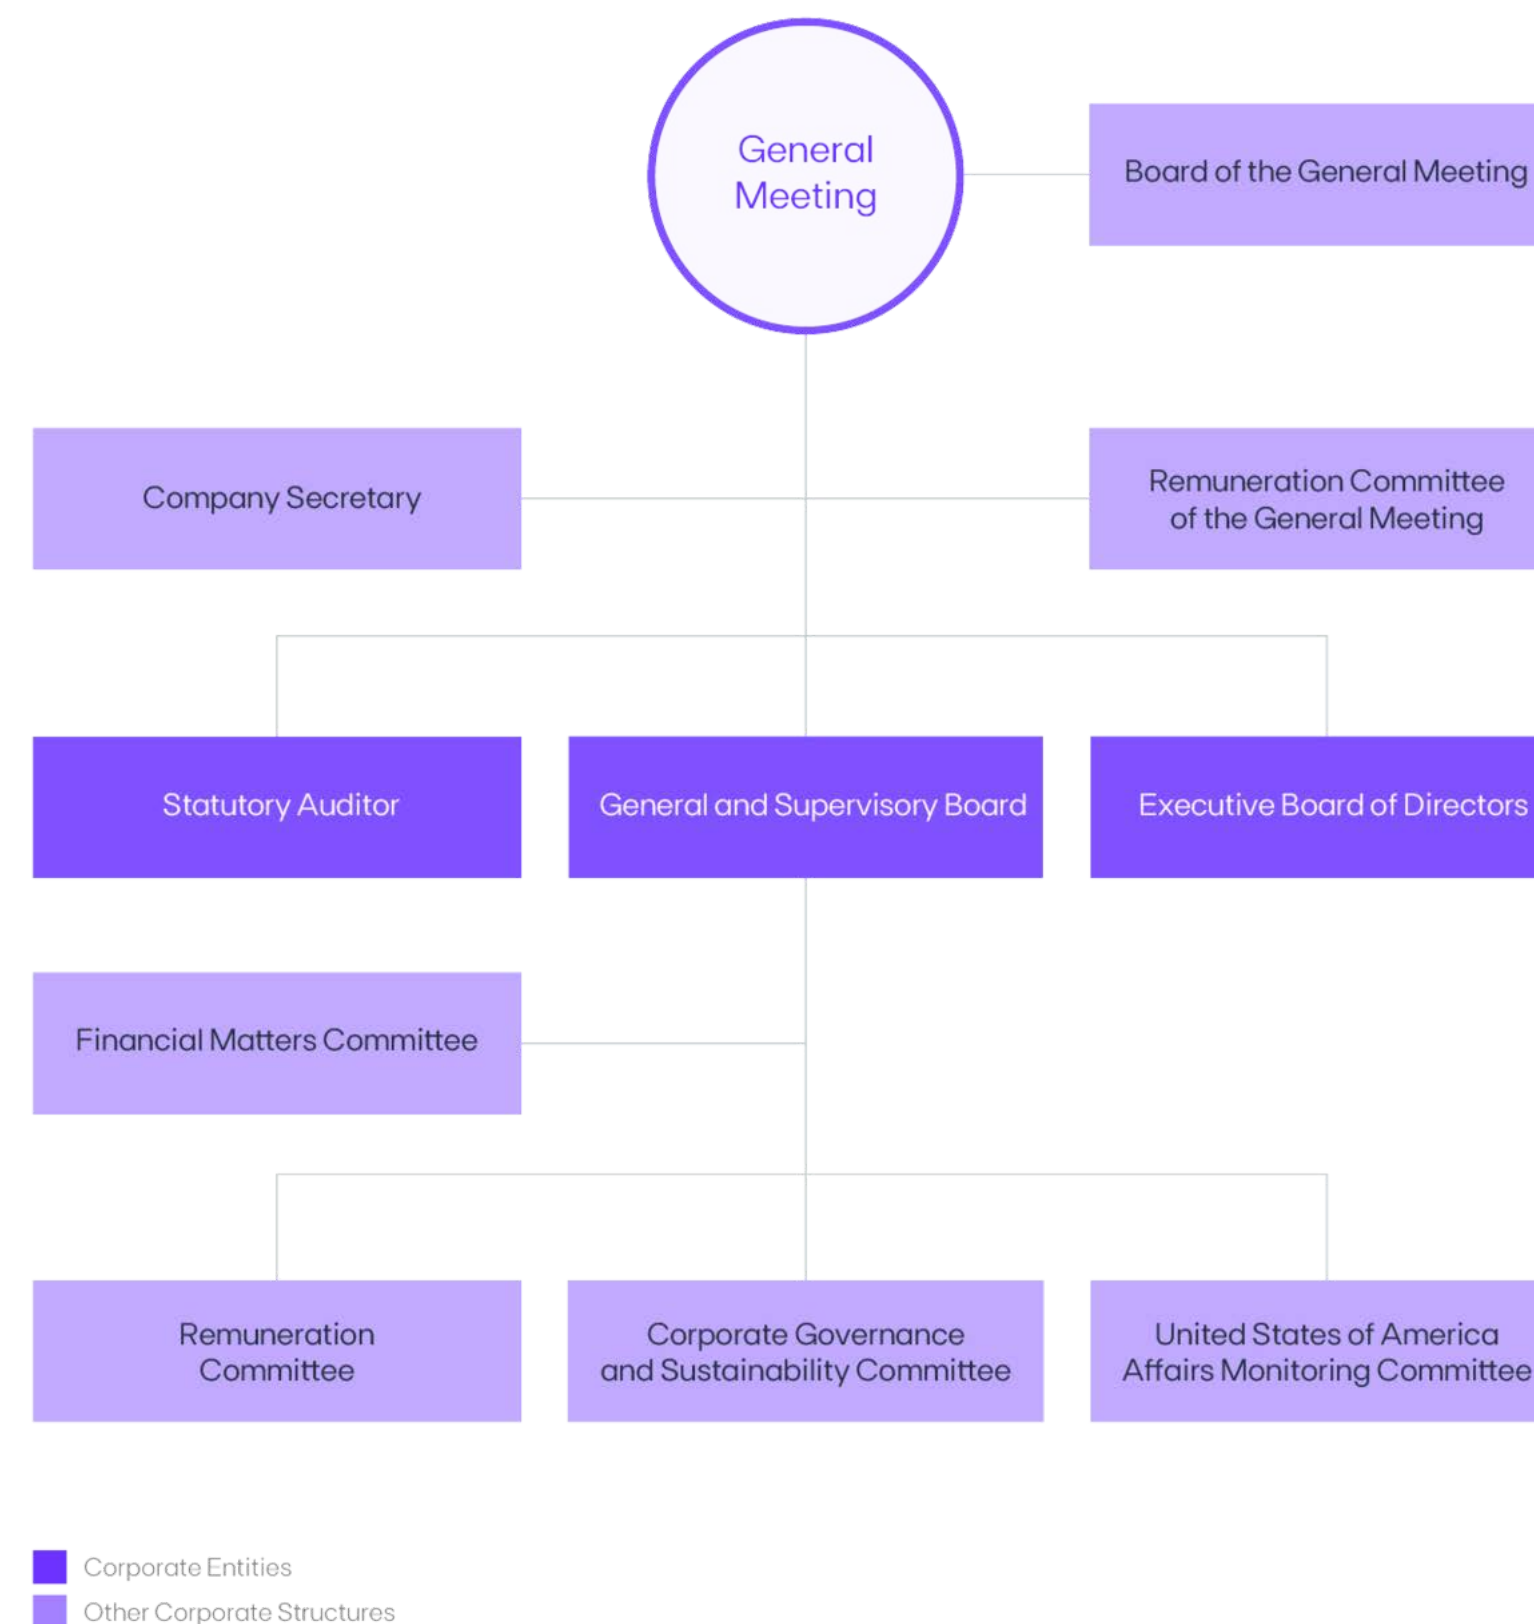 General
Meeting
Board of the General Meeting
Company Secretary
Remuneration Committee
of the General Meeting
Statutory Auditor
General and Supervisory Board
Executive Board of Directors
Financial Matters Committee
Remuneration
Committee
Corporate Governance
and Sustainability Committee
United States of America
Affairs Monitoring Committee
Corporate Entities
Other Corporate Structures